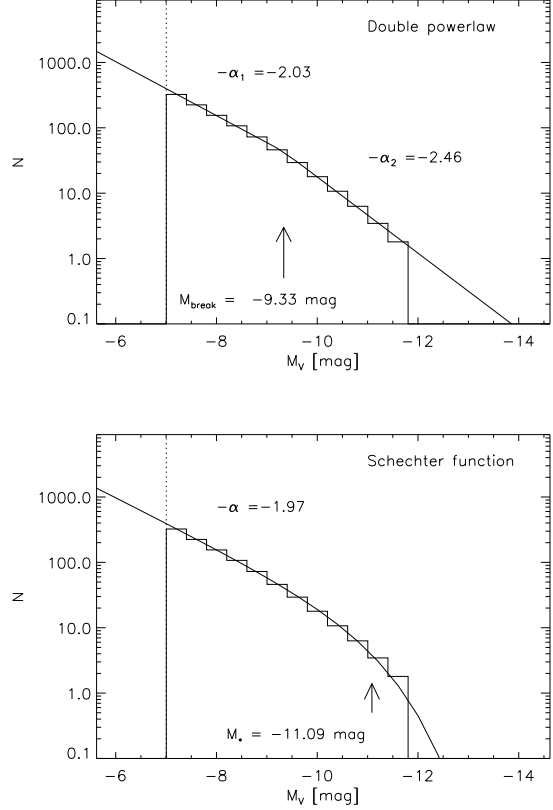 Double powerlaw
1000.0
-α1 =-2.03
100.0
-α2 =-2.46
N
10.0
1.0
Mbreak = -9.33 mag
0.1
-6 -8 -10 -12 -14
MV [mag]
Schechter function
1000.0
-α =-1.97
100.0
N
10.0
1.0
M* = -11.09 mag
0.1
-6 -8 -10 -12 -14
MV [mag]